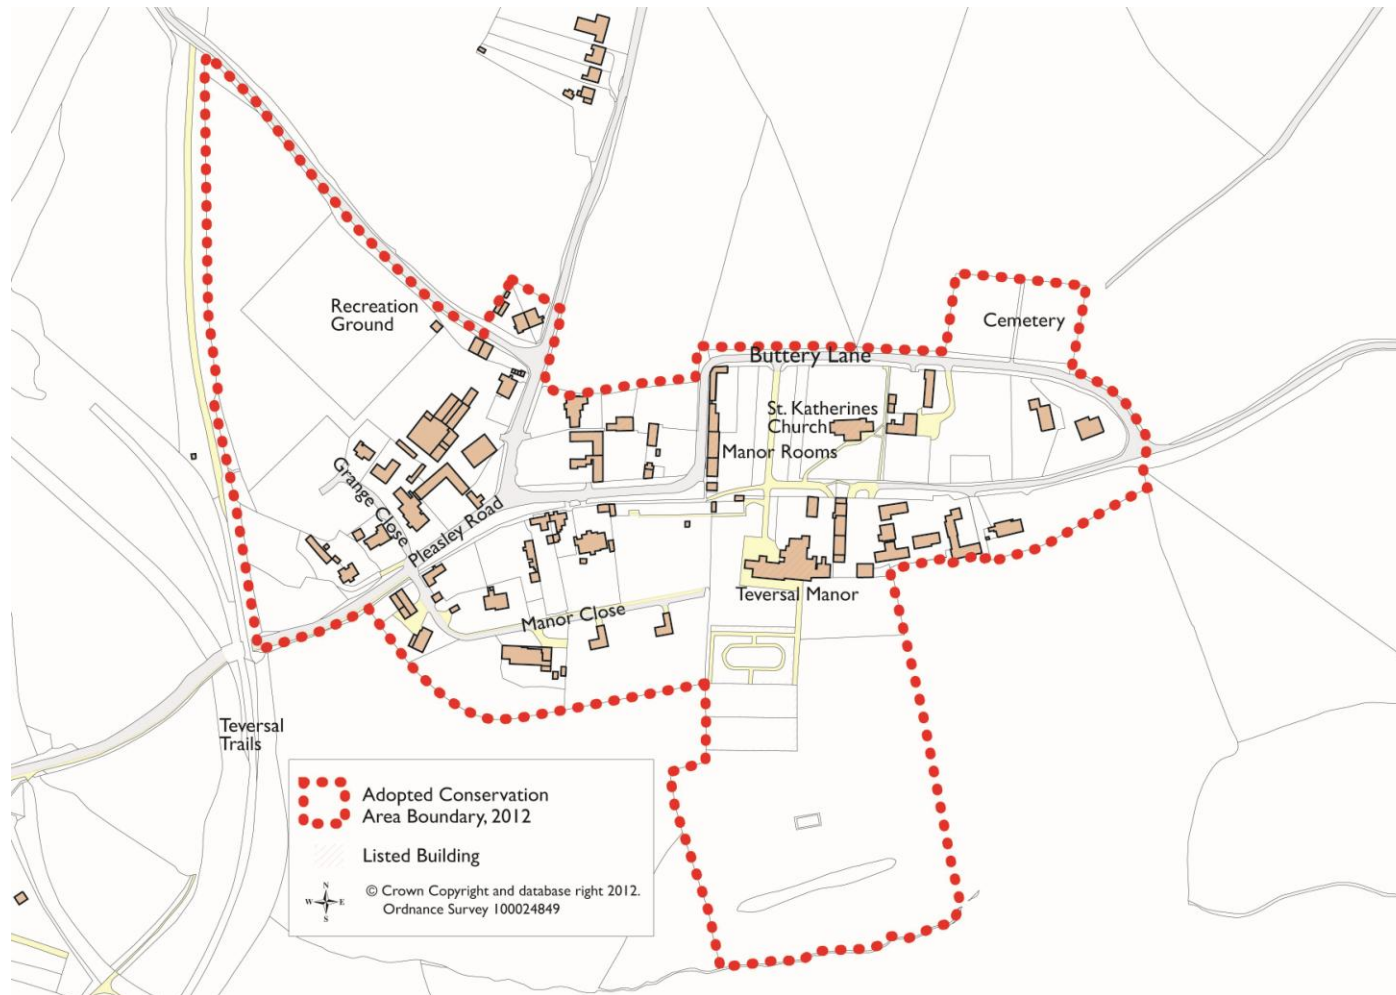 Recreation
Ground
Cemetery
Buttery Lane
St. Katherines
Church
Manor Rooms
Grange Close
Pleasley Road
Teversal Manor
Manor Close
Teversal
Trails
Adopted Conservation
Area Boundary, 2012
Listed Building
N
W E
S
© Crown Copyright and database right 2012.
Ordnance Survey 100024849